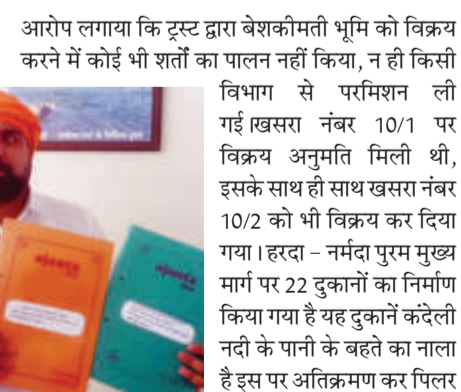 आरोप लगाया कि ट्रस्ट द्वारा बेशकीमती भूमि को विक्रय
करने में कोई भी शर्तों का पालन नहीं किया, न ही किसी
विभाग से परमिशन ली
गई।खसरा नंबर 10/1 पर
विक्रय अनुमति मिली थी,
इसके साथ ही साथ खसरा नंबर
10/2 को भी विक्रय कर दिया
गया। हरदा – नर्मदा पुरम मुख्य
मार्ग पर 22 दुकानों का निर्माण
किया गया है यह दुकानें कंदेली
नदी के पानी के बहते का नाला
है इस पर अतिक्रमण कर पिलर
ajanta
ajanta